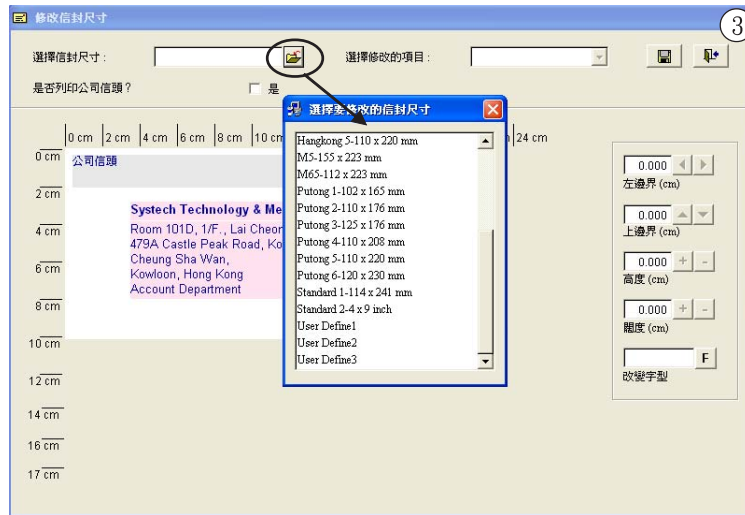 修改信封尺寸
3
選擇信封尺寸 :
選擇修改的項目 :
是否列印公司信頭 ?
是
選擇要修改的信封尺寸
0 cm 2 cm 4 cm 6 cm 8 cm 10 cm 24 cm
Hangkong 5-110 x 220 mm
M5-155 x 223 mm
M65-112 x 223 mm
Putong 1-102 x 165 mm
Putong 2-110 x 176 mm
Putong 3-125 x 176 mm
Putong 4-110 x 208 mm
Putong 5-110 x 220 mm
Putong 6-120 x 230 mm
Standard 1-114 x 241 mm
Standard 2-4 x 9 inch
User Define1
User Define2
User Define3
0 cm
2 cm
4 cm
6 cm
8 cm
10 cm
12 cm
14 cm
16 cm
17 cm
公司信頭
Systech Technology & Me
Room 101D, 1/F., Lai Cheon
479A Castle Peak Road, Ko
Cheung Sha Wan,
Kowloon, Hong Kong
Account Department
0.000
左邊界 (cm)
0.000
上邊界 (cm)
0.000 + -
高度 (cm)
0.000 + -
闊度 (cm)
F
改變字型